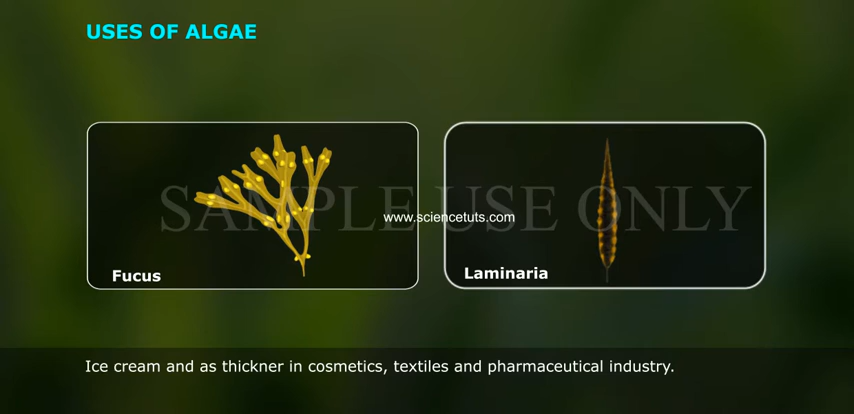 USES OF ALGAE
SAMPLE USE ONLY
www.sciencetuts.com
Fucus
Laminaria
Ice cream and as thickner in cosmetics, textiles and pharmaceutical industry.